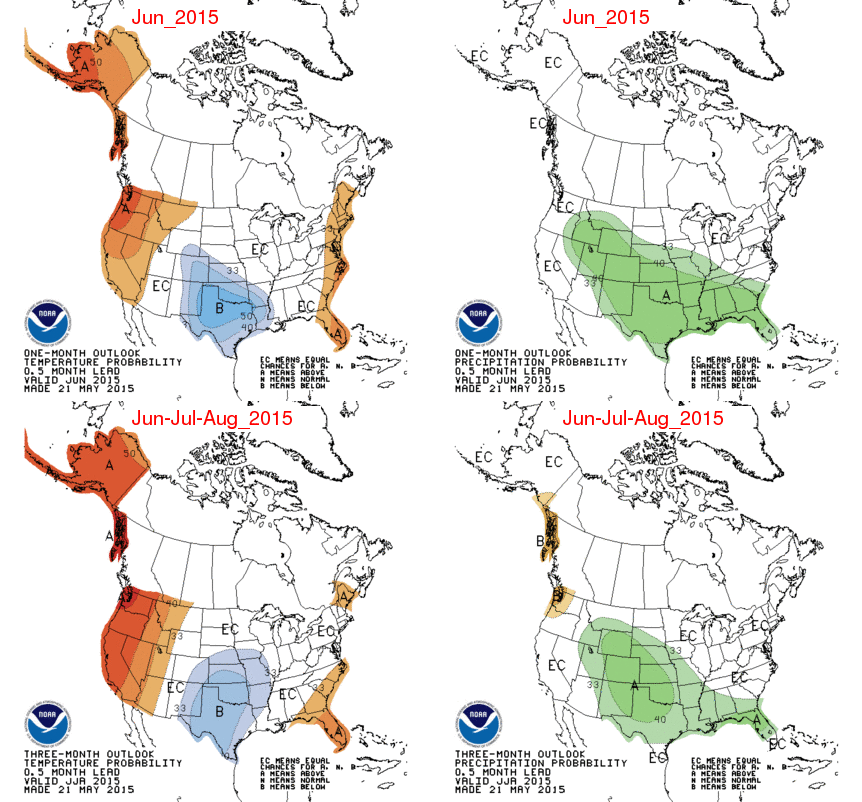 Jun_2015
A
50
A
EC
EC
33
B
50
40
EC
33
A
A
NOAA
ONE-MONTH OUTLOOK
TEMPERATURE PROBABILITY
0.5 MONTH LEAD
VALID JUN 2015
MADE 21 MAY 2015
EC MEANS EQUAL
CHANCES FOR A, N, B
A MEANS ABOVE
N MEANS NORMAL
B MEANS BELOW
Jun_2015
EC
EC
EC
EC
EC
EC
33
40
40
33
A
NOAA
ONE-MONTH OUTLOOK
PRECIPITATION PROBABILITY
0.5 MONTH LEAD
VALID JUN 2015
MADE 21 MAY 2015
EC MEANS EQUAL
CHANCES FOR A, N, B
A MEANS ABOVE
N MEANS NORMAL
B MEANS BELOW
Jun-Jul-Aug_2015
50
A
A
A
40
33
EC
EC
A
33
EC
EC
33
B
A
NOAA
THREE-MONTH OUTLOOK
TEMPERATURE PROBABILITY
0.5 MONTH LEAD
VALID JJA 2015
MADE 21 MAY 2015
EC MEANS EQUAL
CHANCES FOR A, N, B
A MEANS ABOVE
N MEANS NORMAL
B MEANS BELOW
Jun-Jul-Aug_2015
EC
EC
B
B
EC
EC
EC
33
EC
33
A
40
A
EC
EC
NOAA
THREE-MONTH OUTLOOK
PRECIPITATION PROBABILITY
0.5 MONTH LEAD
VALID JJA 2015
MADE 21 MAY 2015
EC MEANS EQUAL
CHANCES FOR A, N, B
A MEANS ABOVE
N MEANS NORMAL
B MEANS BELOW